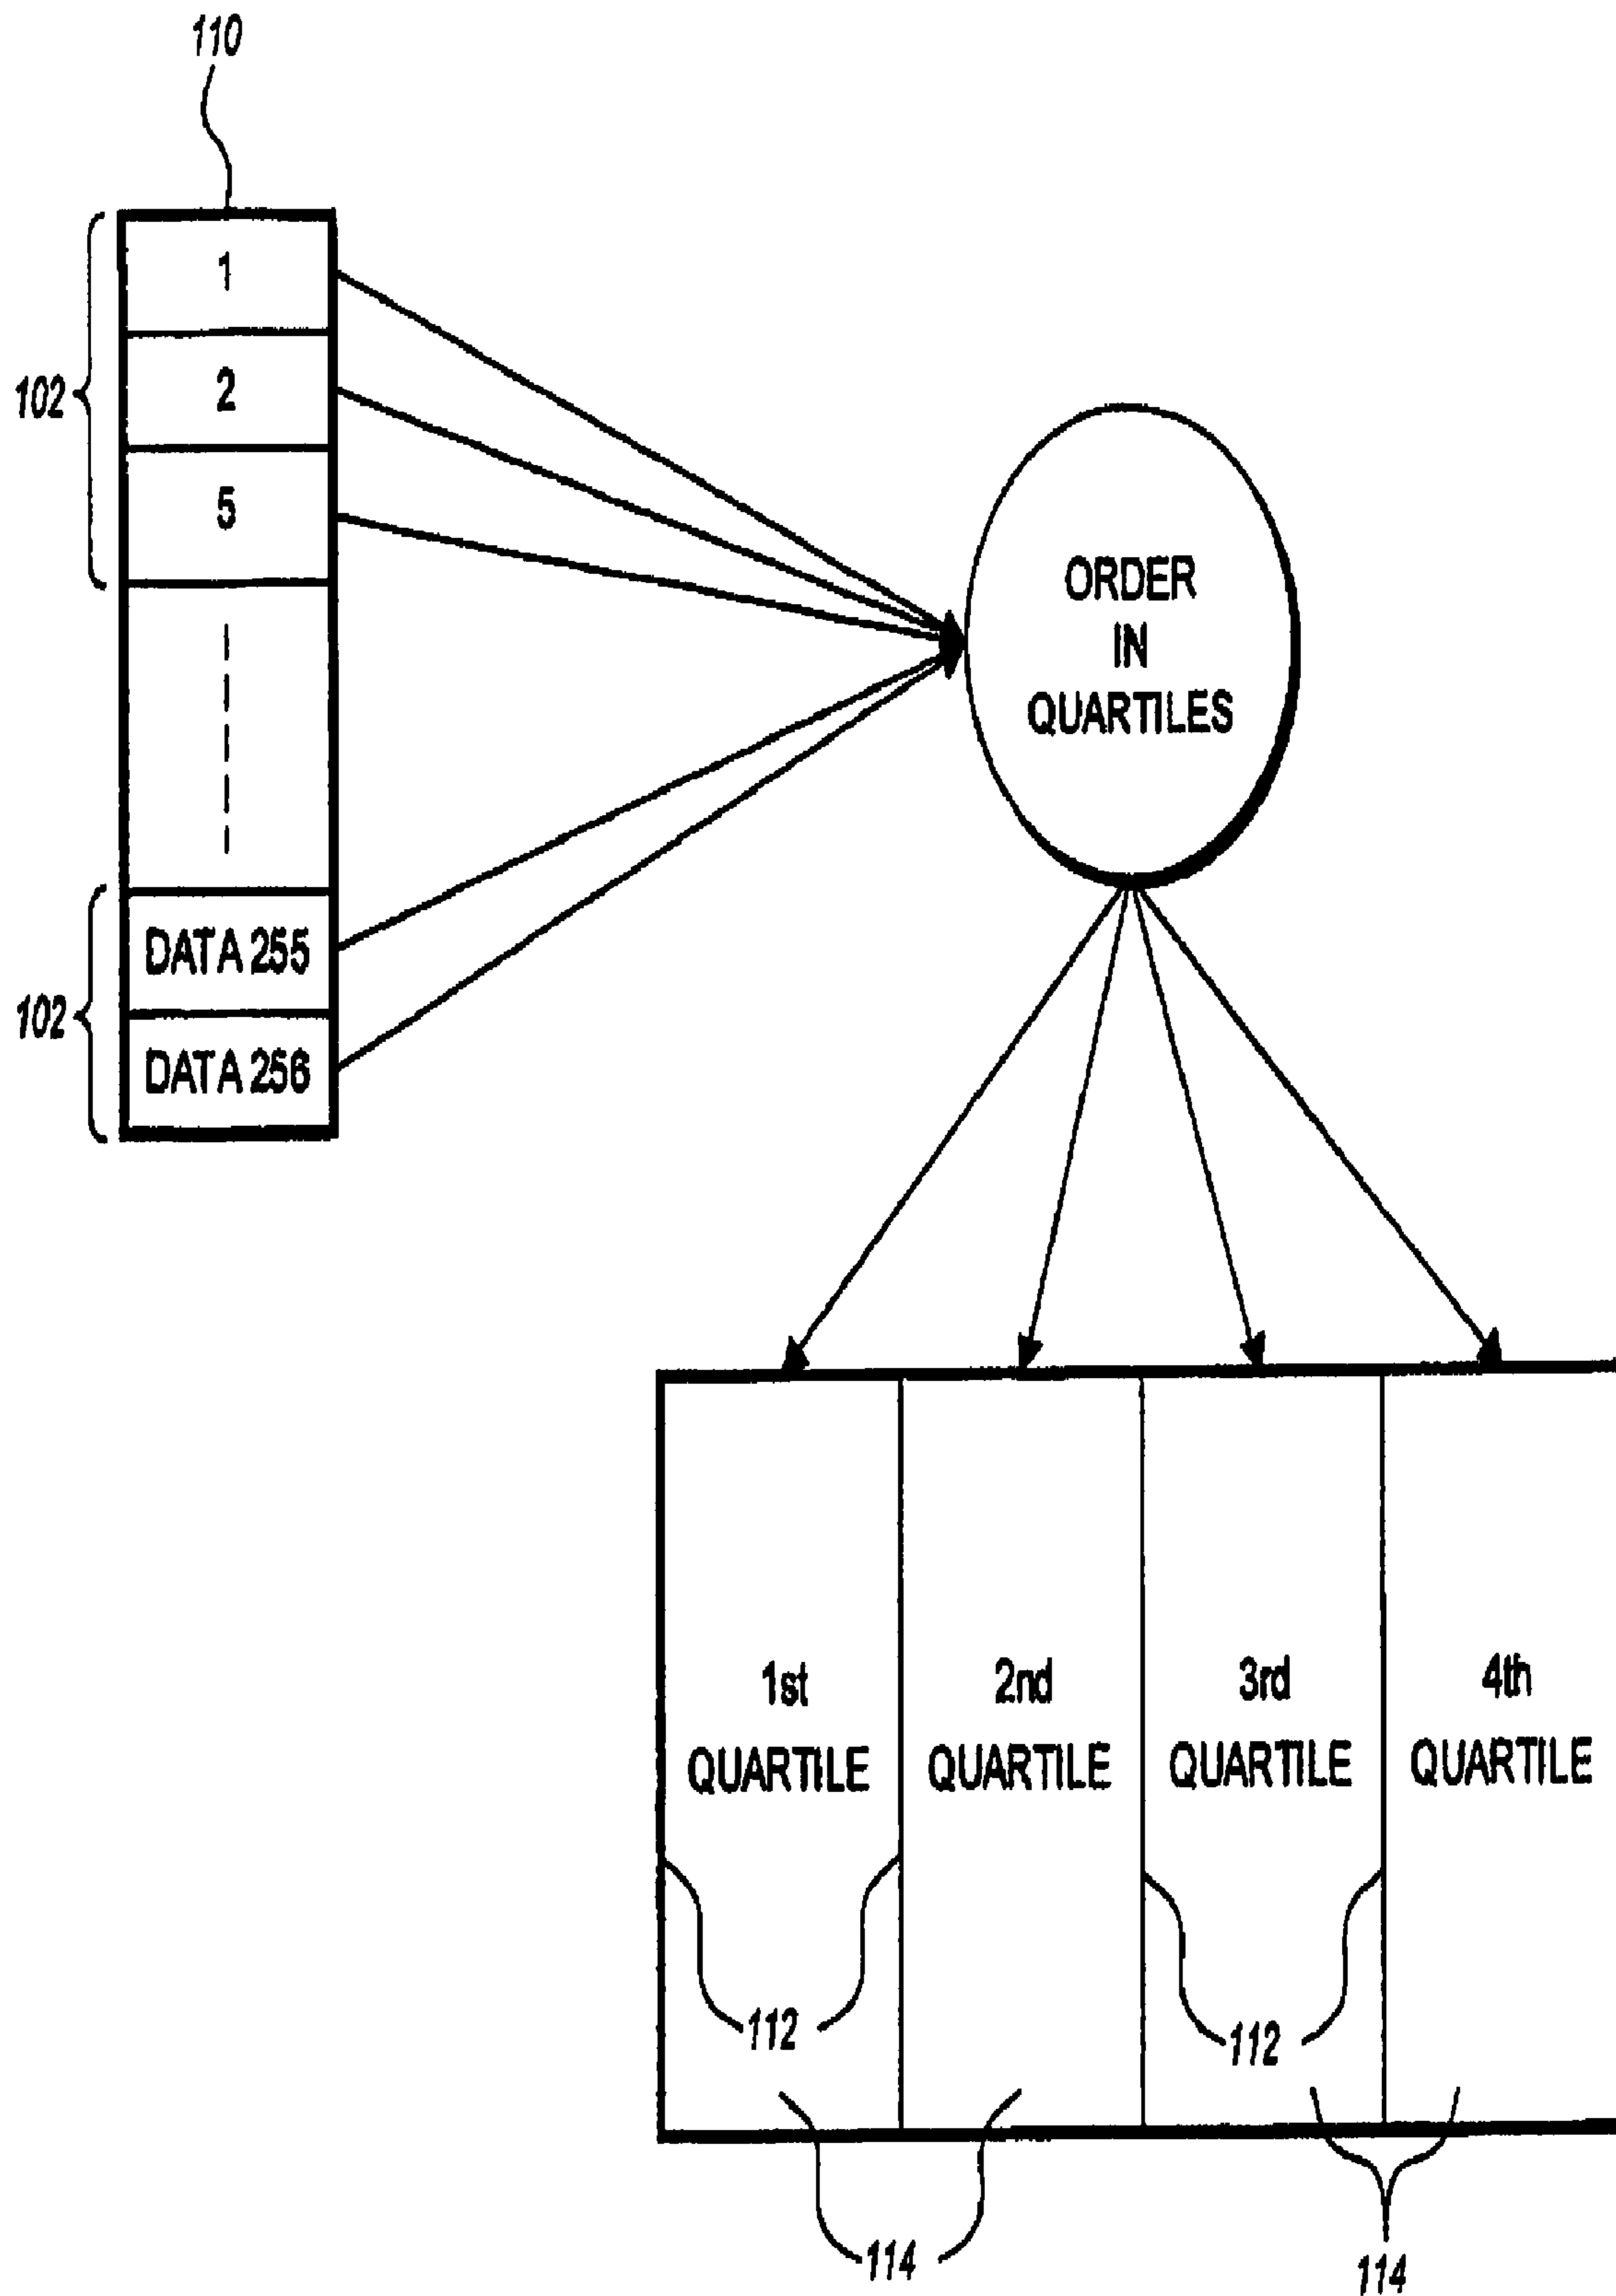 110
102
1
2
5
ORDER
IN
QUARTILES
102
DATA 255
DATA 256
1st
QUARTILE
2nd
QUARTILE
3rd
QUARTILE
4th
QUARTILE
112
112
114
114